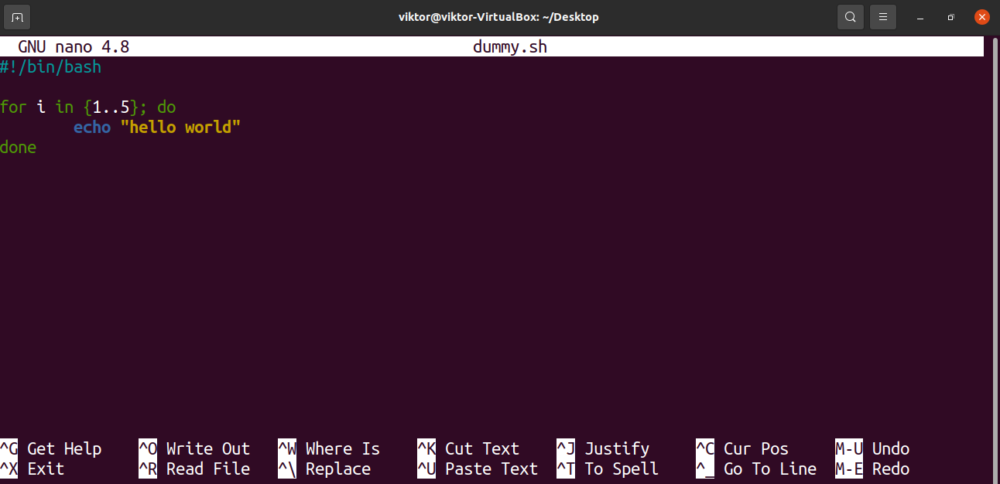 viktor@viktor-VirtualBox: ~/Desktop
GNU nano 4.8 dummy.sh
#!/bin/bash
for i in {1..5}; do
echo "hello world"
done
^G Get Help ^O Write Out ^W Where Is ^K Cut Text ^J Justify ^C Cur Pos M-U Undo
^X Exit ^R Read File ^\ Replace ^U Paste Text ^T To Spell ^_ Go To Line M-E Redo